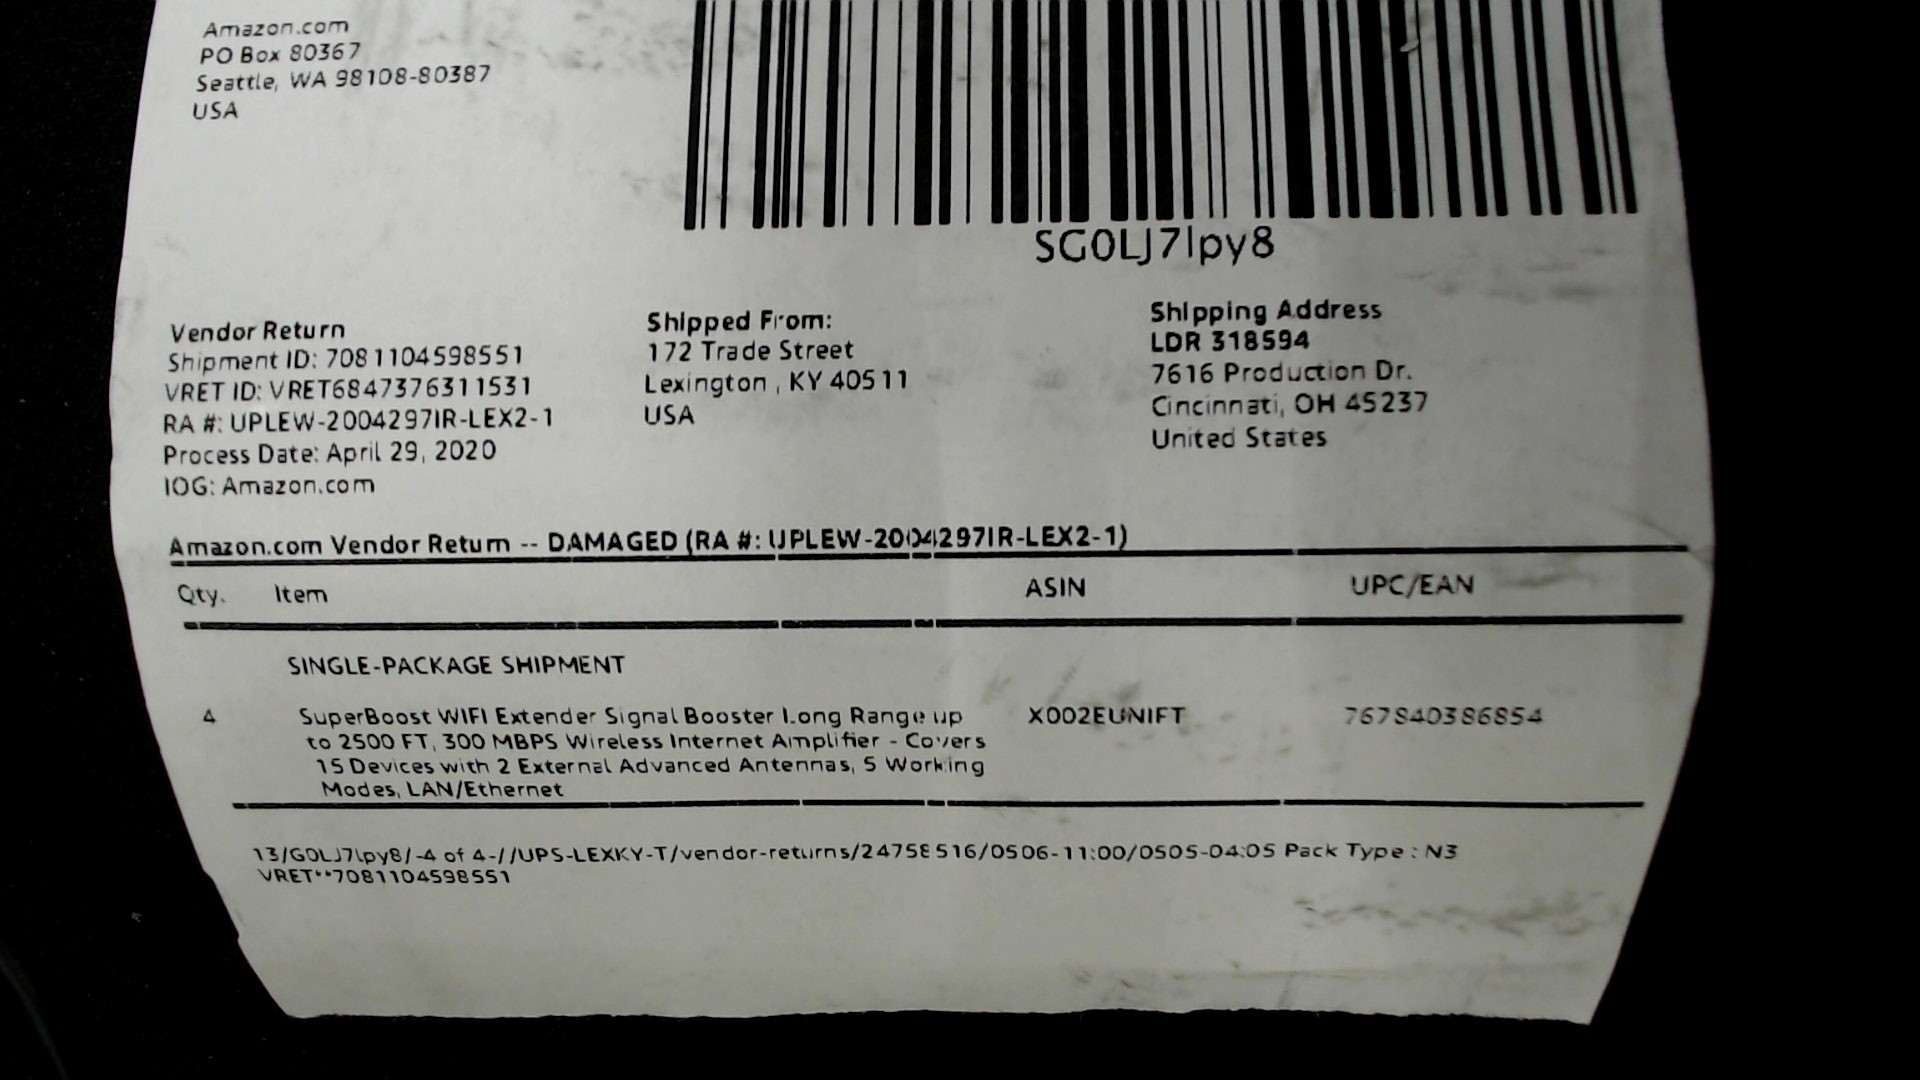 Amazon.com
PO Box 80367
Seattle, WA 98108-80387
USA
SG0LJ7lpy8
Vendor Return
Shipment ID: 7081104598551
VRET ID: VRET6847376311531
RA #: UPLEW-2004297IR-LEX2-1
Process Date: April 29, 2020
IOG: Amazon.com
Shipped From:
172 Trade Street
Lexington , KY 40511
USA
Shipping Address
LDR 318594
7616 Production Dr.
Cincinnati, OH 45237
United States
Amazon.com Vendor Return -- DAMAGED (RA #: UPLEW-2004297IR-LEX2-1)
Qty. Item ASIN UPC/EAN
SINGLE-PACKAGE SHIPMENT
4 SuperBoost WIFI Extender Signal Booster Long Range up X002EUNIFT 767840386854
to 2500 FT, 300 MBPS Wireless Internet Amplifier - Covers
15 Devices with 2 External Advanced Antennas, 5 Working
Modes, LAN/Ethernet
13/G0LJ7lpy8/-4 of 4-//UPS-LEXKY-T/vendor-returns/24758516/0506-11:00/0505-04:05 Pack Type : N3
VRET**7081104598551